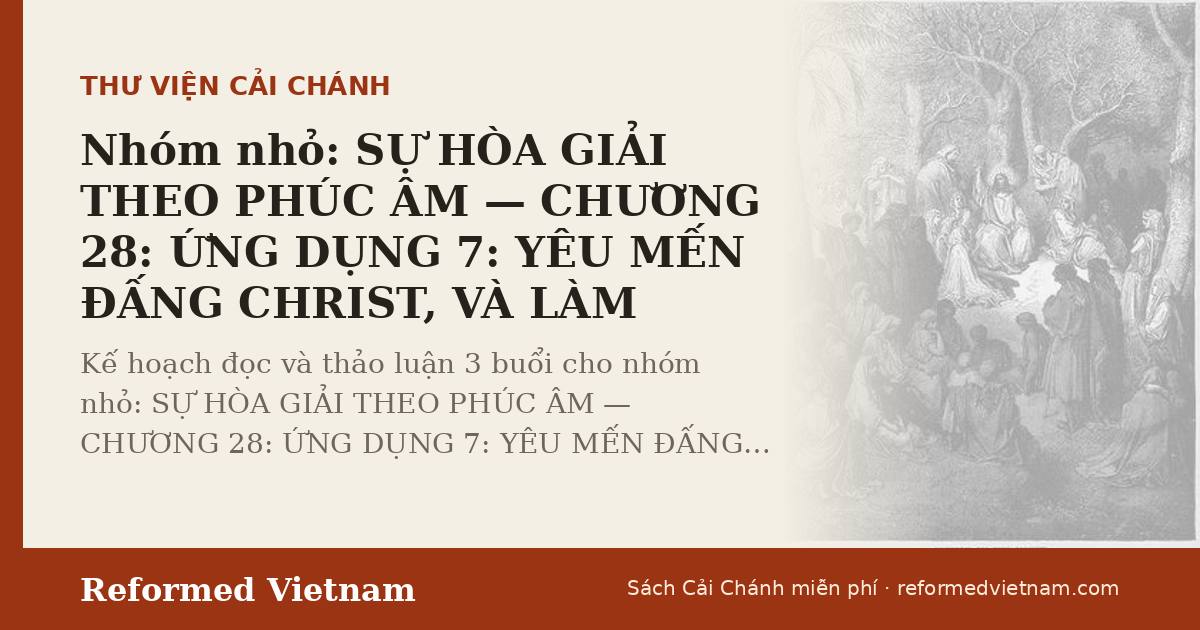 THƯ VIỆN CẢI CHÁNH
Nhóm nhỏ: SỰ HÒA GIẢI
THEO PHÚC ÂM — CHƯƠNG
28: ỨNG DỤNG 7: YÊU MẾN
ĐẤNG CHRIST, VÀ LÀM
Kế hoạch đọc và thảo luận 3 buổi cho nhóm
nhỏ: SỰ HÒA GIẢI THEO PHÚC ÂM —
CHƯƠNG 28: ỨNG DỤNG 7: YÊU MẾN ĐẤNG...
Reformed Vietnam
Sách Cải Chánh miễn phí · reformedvietnam.com